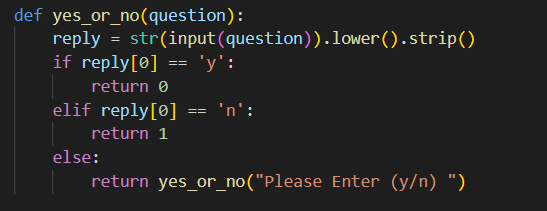 def yes_or_no(question):
    reply = str(input(question)).lower().strip()
    if reply[0] == 'y':
        return 0
    elif reply[0] == 'n':
        return 1
    else:
        return yes_or_no("Please Enter (y/n) ")